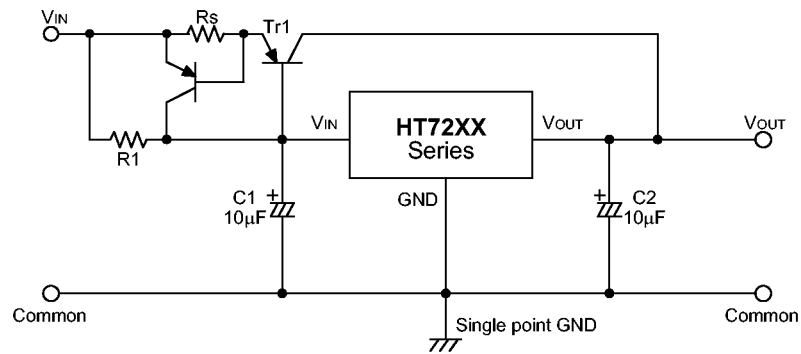 VIN
Rs
Tr1
R1
VIN
HT72XX
Series
VOUT
VOUT
GND
C1
10μF
C2
10μF
Common
Single point GND
Common